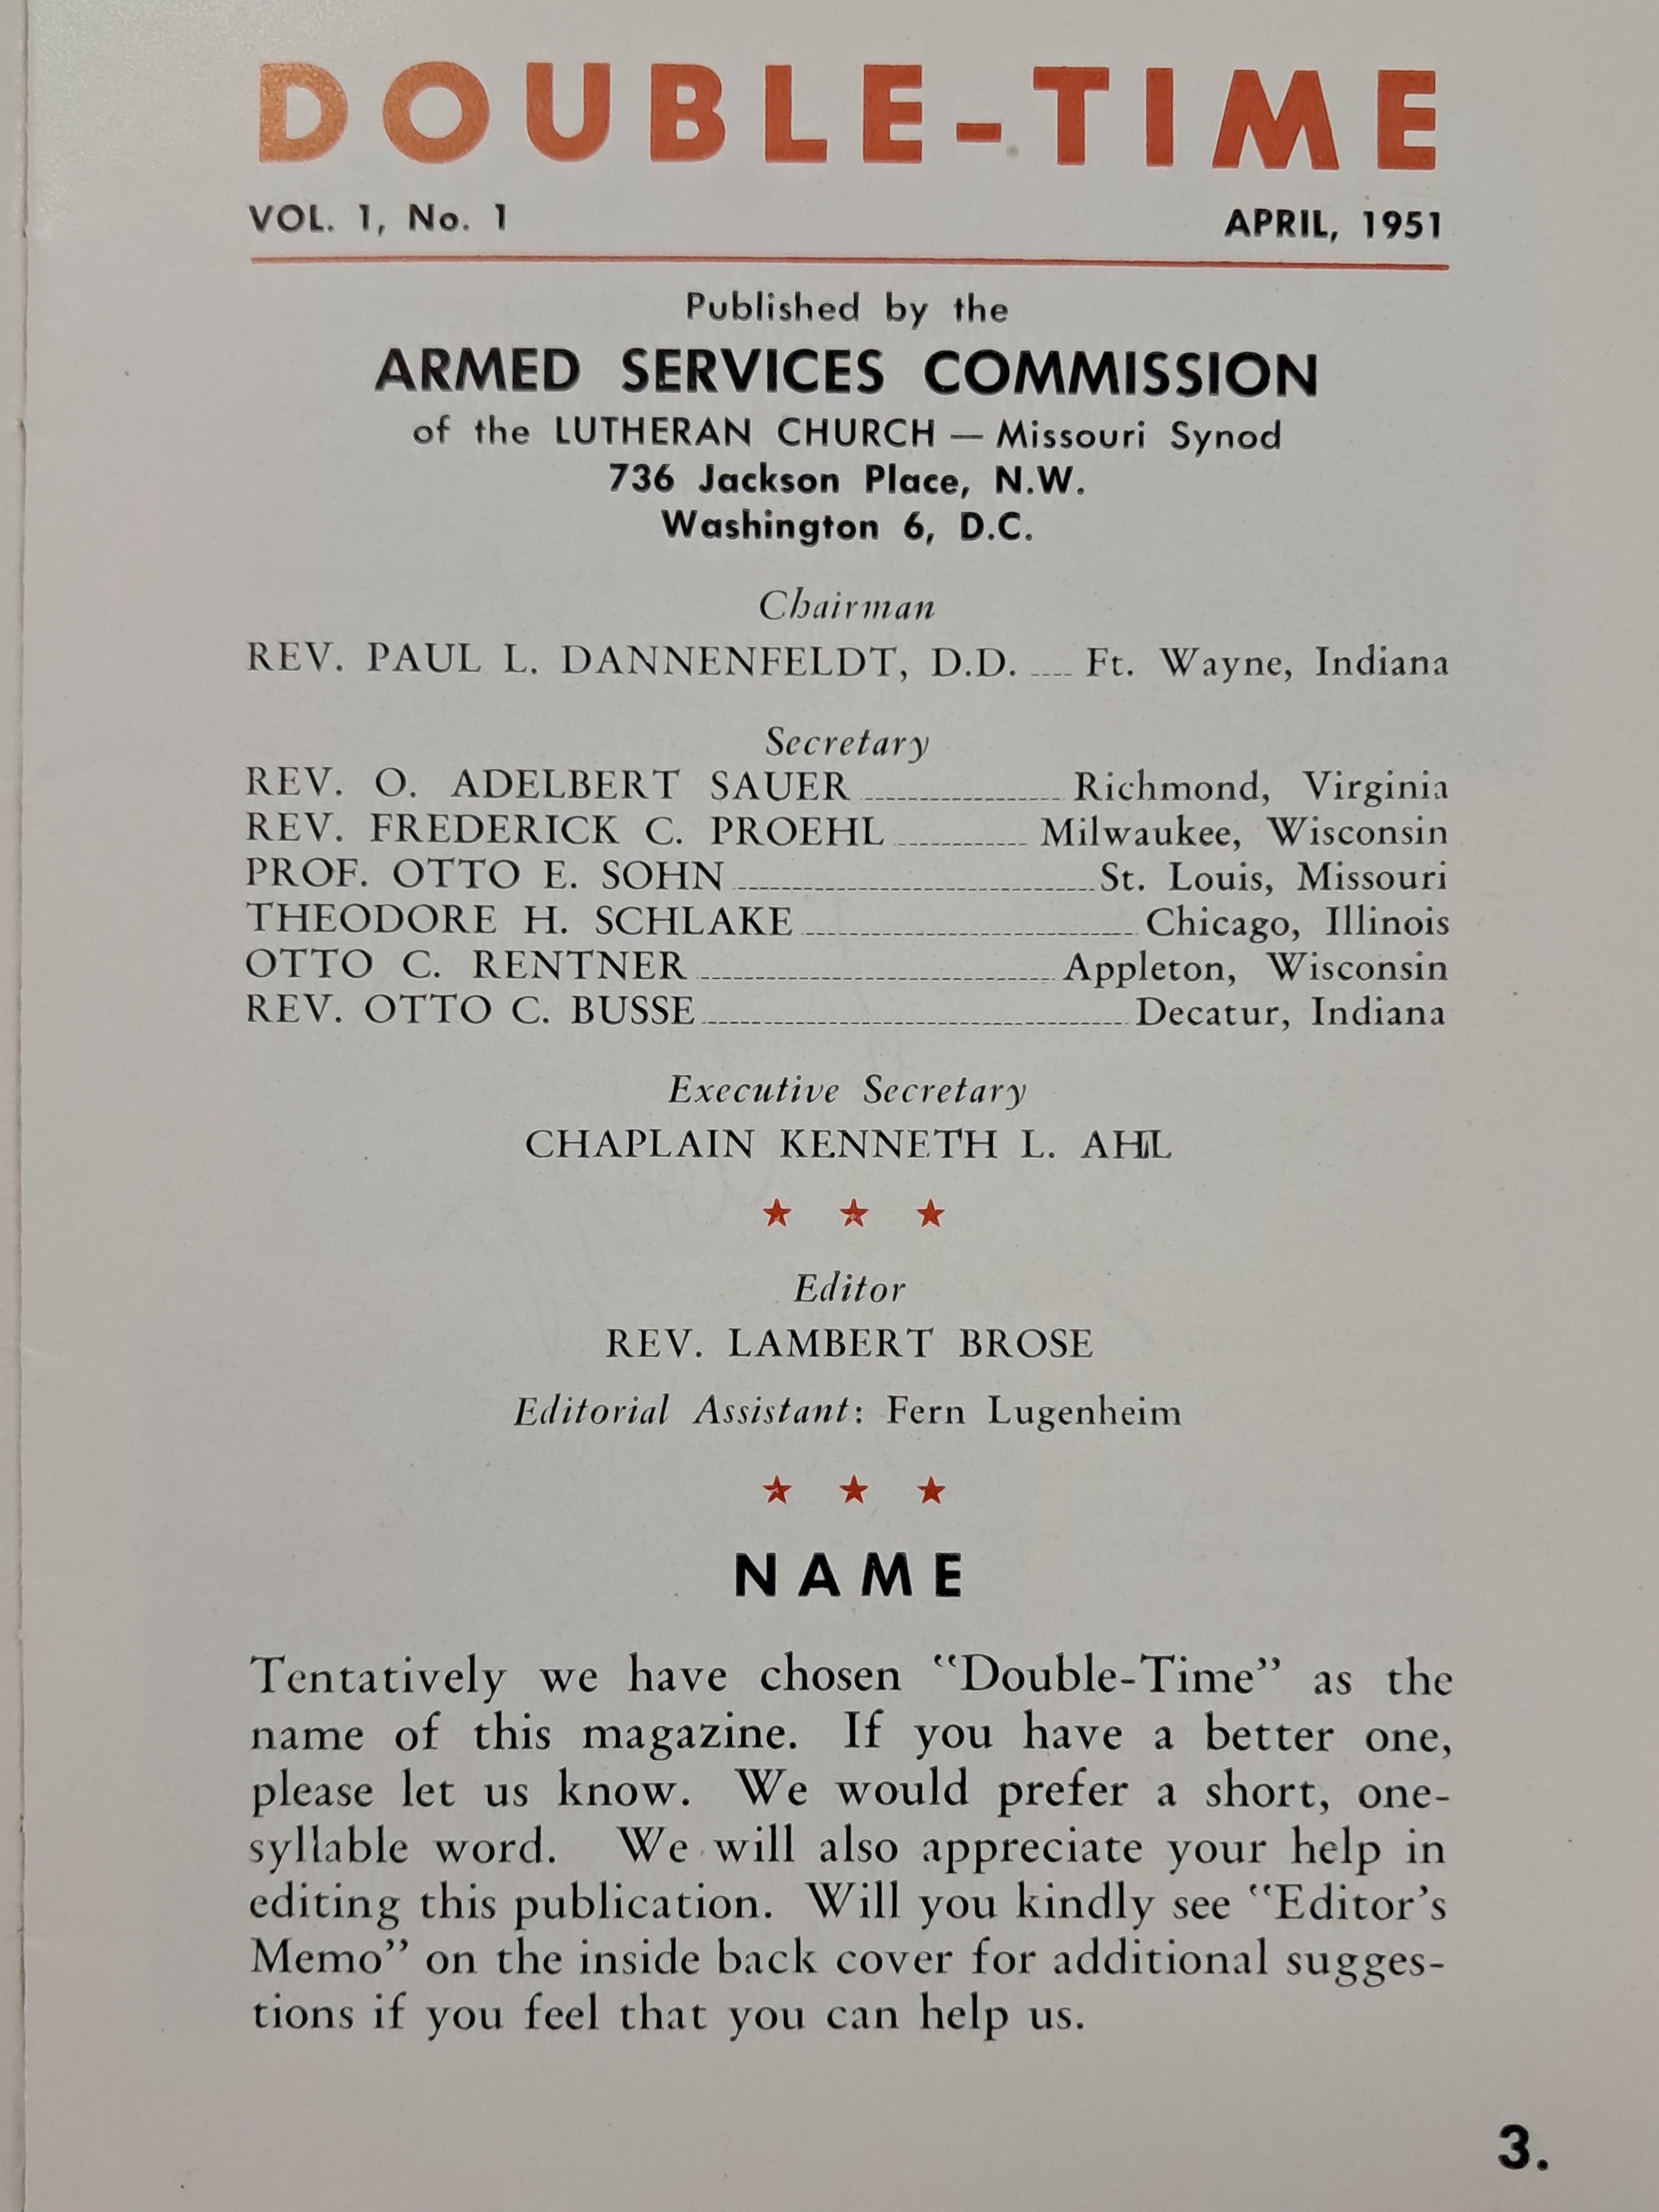 DOUBLE-TIME
VOL. 1, No. 1 APRIL, 1951
Published by the
ARMED SERVICES COMMISSION
of the LUTHERAN CHURCH — Missouri Synod
736 Jackson Place, N.W.
Washington 6, D.C.
Chairman
REV. PAUL L. DANNENFELDT, D.D. .... Ft. Wayne, Indiana
Secretary
REV. O. ADELBERT SAUER .................... Richmond, Virginia
REV. FREDERICK C. PROEHL ............. Milwaukee, Wisconsin
PROF. OTTO E. SOHN .................................... St. Louis, Missouri
THEODORE H. SCHLAKE ................................. Chicago, Illinois
OTTO C. RENTNER .................................... Appleton, Wisconsin
REV. OTTO C. BUSSE .......................................... Decatur, Indiana
Executive Secretary
CHAPLAIN KENNETH L. AHL
★ ★ ★
Editor
REV. LAMBERT BROSE
Editorial Assistant: Fern Lugenheim
★ ★ ★
NAME
Tentatively we have chosen “Double-Time” as the
name of this magazine. If you have a better one,
please let us know. We would prefer a short, one-
syllable word. We will also appreciate your help in
editing this publication. Will you kindly see “Editor’s
Memo” on the inside back cover for additional sugges-
tions if you feel that you can help us.
3.